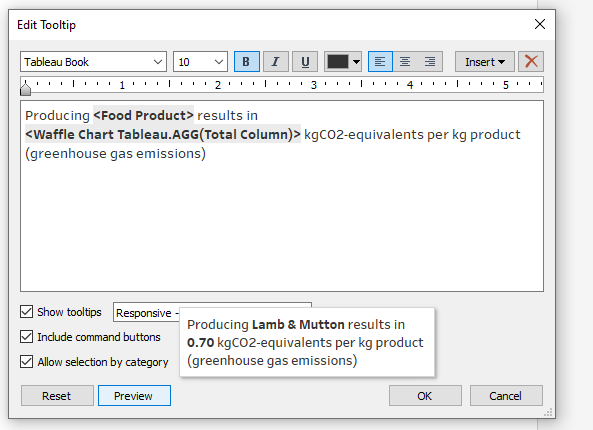 Edit Tooltip
Tableau Book 10 B I U Insert
1 2 3 4 5
Producing <Food Product> results in
<Waffle Chart Tableau.AGG(Total Column)> kgCO2-equivalents per kg product
(greenhouse gas emissions)
Show tooltips Responsive -
Include command buttons
Allow selection by category
Producing Lamb & Mutton results in
0.70 kgCO2-equivalents per kg product
(greenhouse gas emissions)
Reset Preview OK Cancel